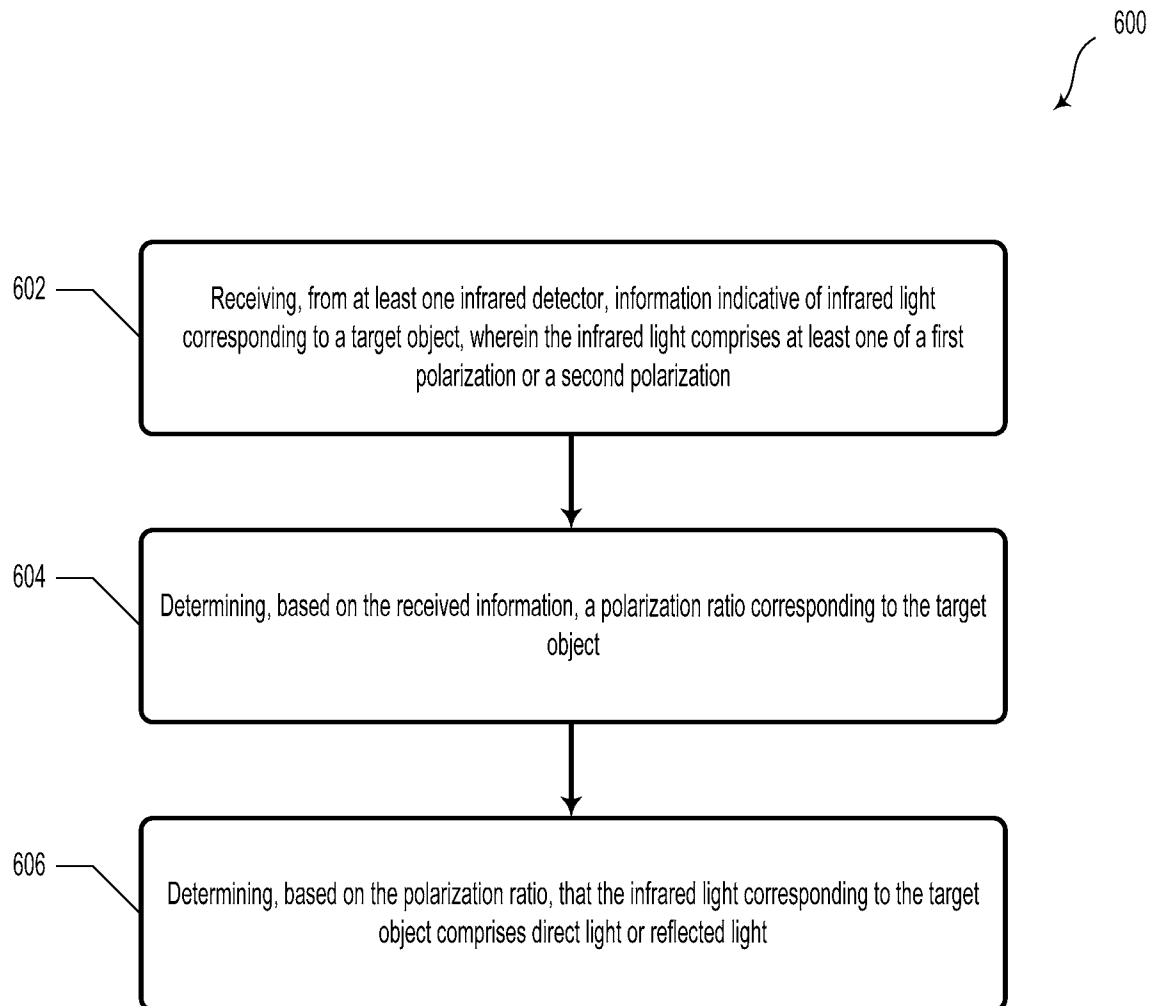 600
602
Receiving, from at least one infrared detector, information indicative of infrared light
corresponding to a target object, wherein the infrared light comprises at least one of a first
polarization or a second polarization
604
Determining, based on the received information, a polarization ratio corresponding to the target
object
606
Determining, based on the polarization ratio, that the infrared light corresponding to the target
object comprises direct light or reflected light